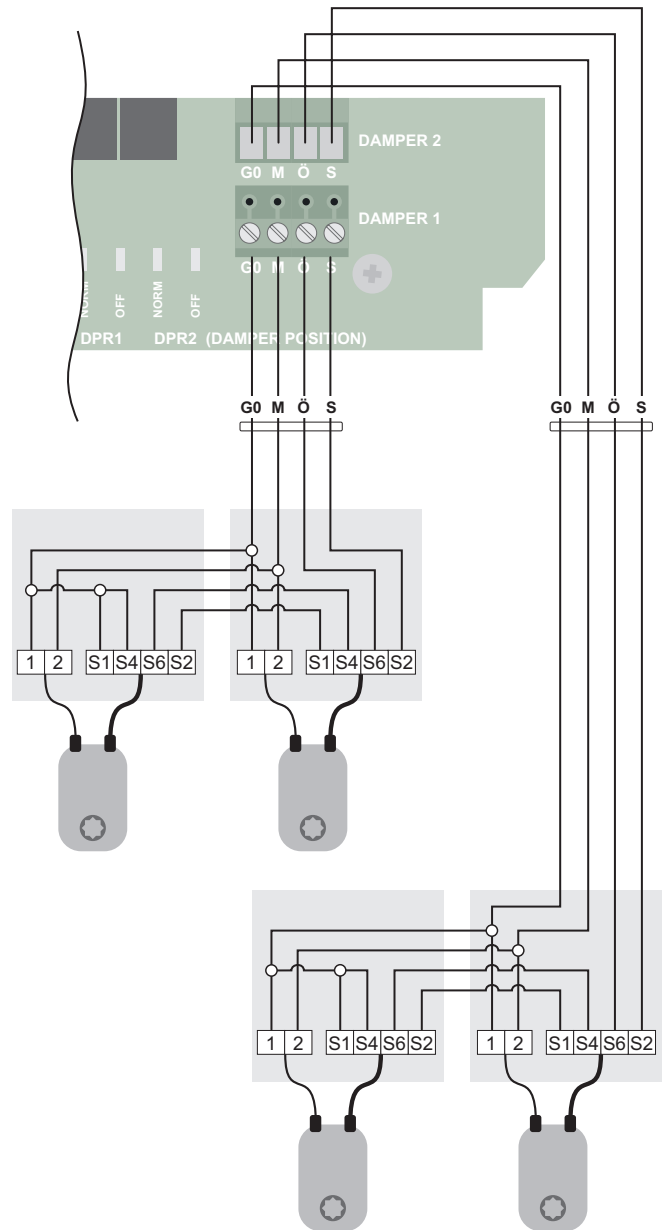 DAMPER 2
G0 M Ö S
DAMPER 1
G0 M Ö S
NORM OFF NORM OFF
DPR1 DPR2 (DAMPER POSITION)
G0 M Ö S G0 M Ö S
1 2 S1 S4 S6 S2 1 2 S1 S4 S6 S2
1 2 S1 S4 S6 S2 1 2 S1 S4 S6 S2